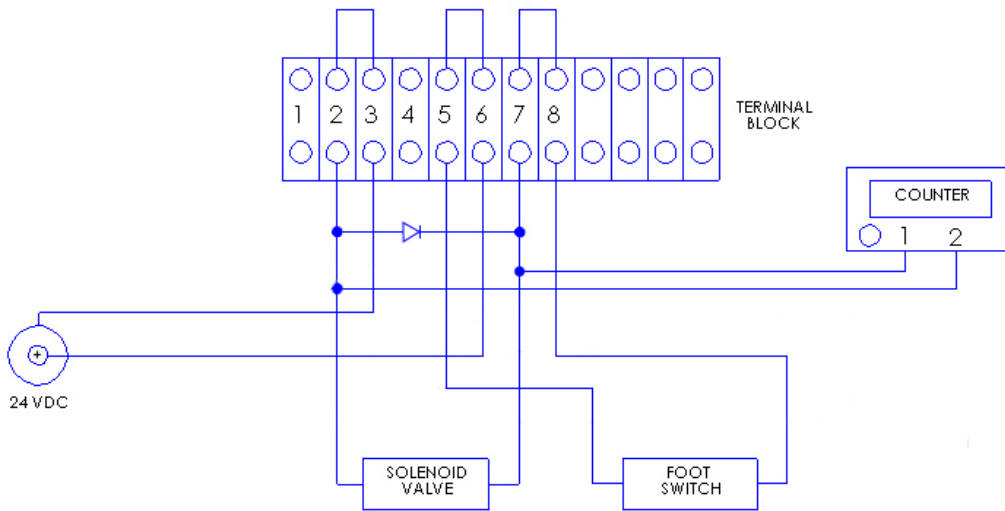 1 2 3 4 5 6 7 8
TERMINAL
BLOCK
COUNTER
1 2
+
24 VDC
SOLENOID
VALVE
FOOT
SWITCH